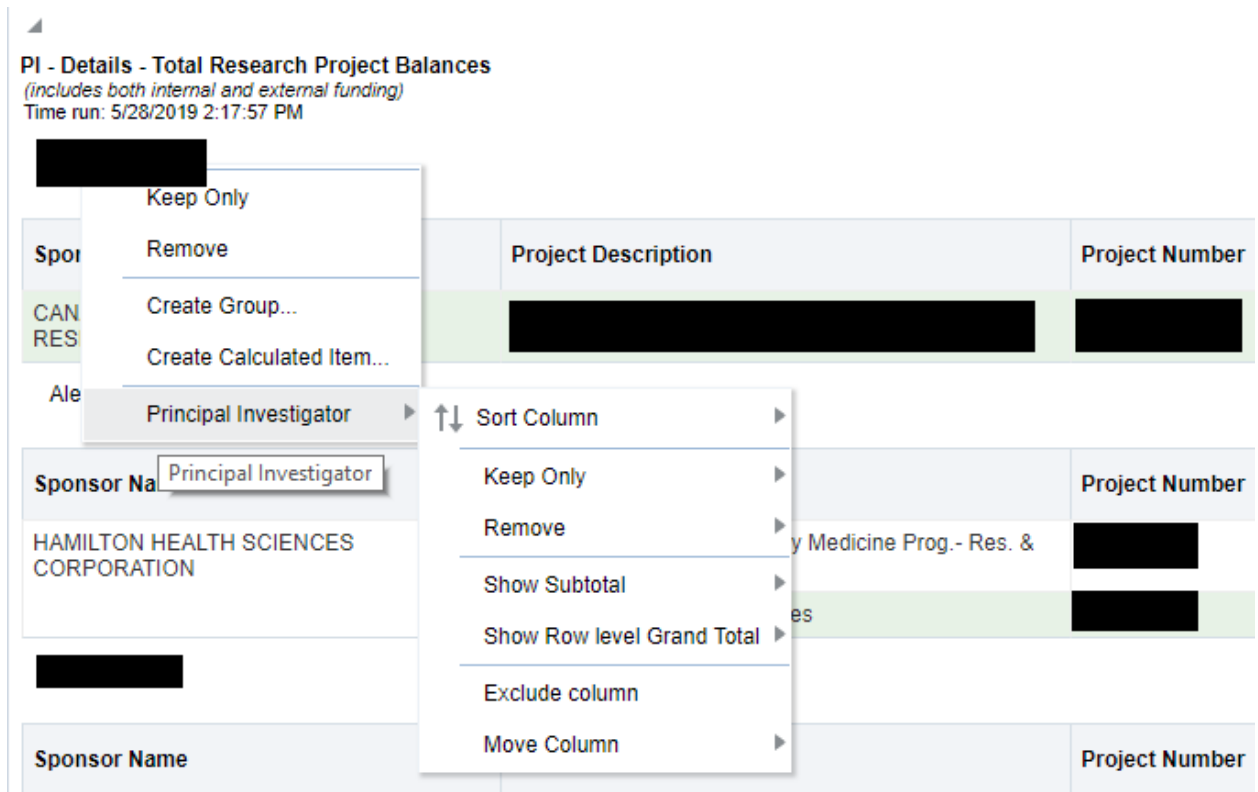 PI - Details - Total Research Project Balances
(includes both internal and external funding)
Time run: 5/28/2019 2:17:57 PM
Keep Only
Remove
Create Group...
Create Calculated Item...
Principal Investigator
Principal Investigator
Sort Column
Keep Only
Remove
Show Subtotal
Show Row level Grand Total
Exclude column
Move Column
Spon Project Description Project Number
CAN
RES
Ale
Sponsor Na Project Number
HAMILTON HEALTH SCIENCES
CORPORATION
y Medicine Prog.- Res. &
es
Sponsor Name Project Number